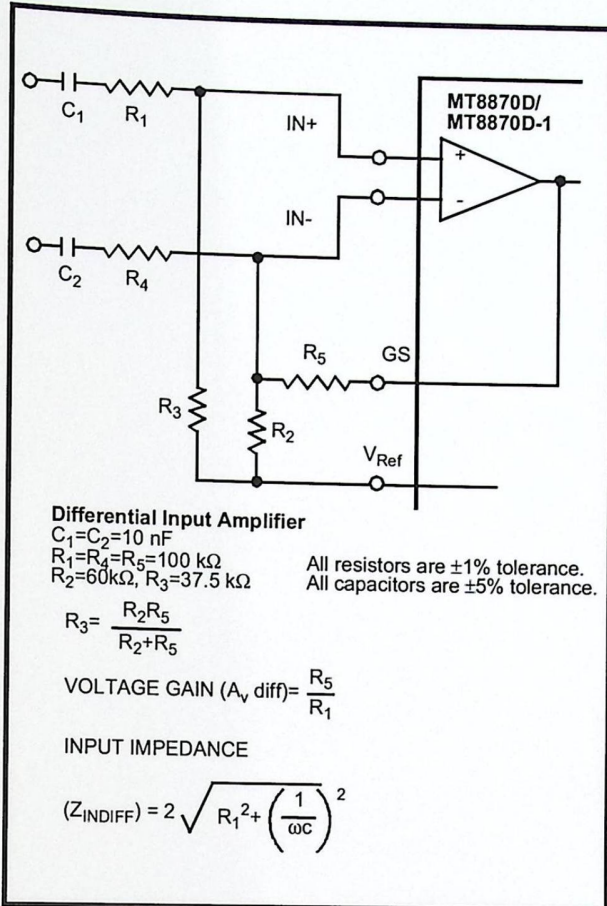 C1
R1
IN+
MT8870D/
MT8870D-1
+
-
IN-
C2
R4
R5
GS
R3
R2
VRef
Differential Input Amplifier
C1=C2=10 nF
R1=R4=R5=100 kΩ
R2=60kΩ, R3=37.5 kΩ
All resistors are ±1% tolerance.
All capacitors are ±5% tolerance.
R3= R2R5
R2+R5
VOLTAGE GAIN (Av diff)= R5
R1
INPUT IMPEDANCE
(ZINDIFF) = 2 √ R1²+ (1/ωc)²